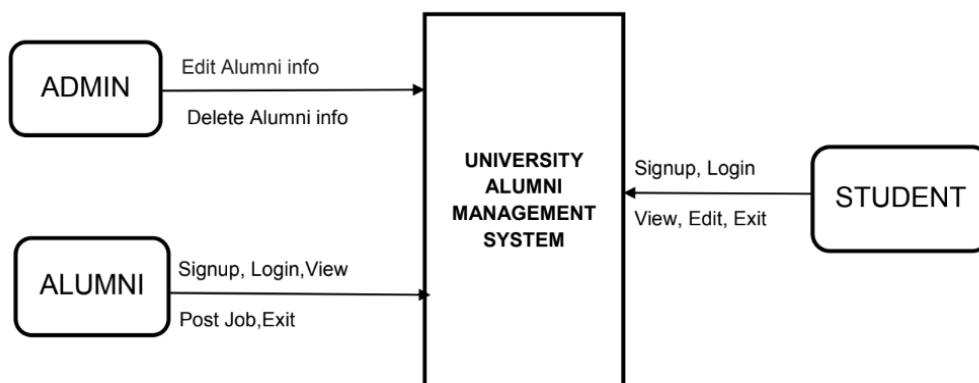 ADMIN
Edit Alumni info
Delete Alumni info
UNIVERSITY
ALUMNI
MANAGEMENT
SYSTEM
Signup, Login
View, Edit, Exit
STUDENT
ALUMNI
Signup, Login,View
Post Job,Exit